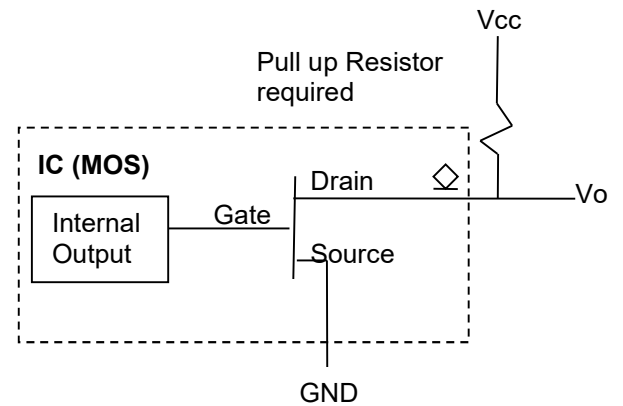 Vcc
Pull up Resistor
required
IC (MOS)
Drain
Vo
Internal
Output
Gate
Source
GND